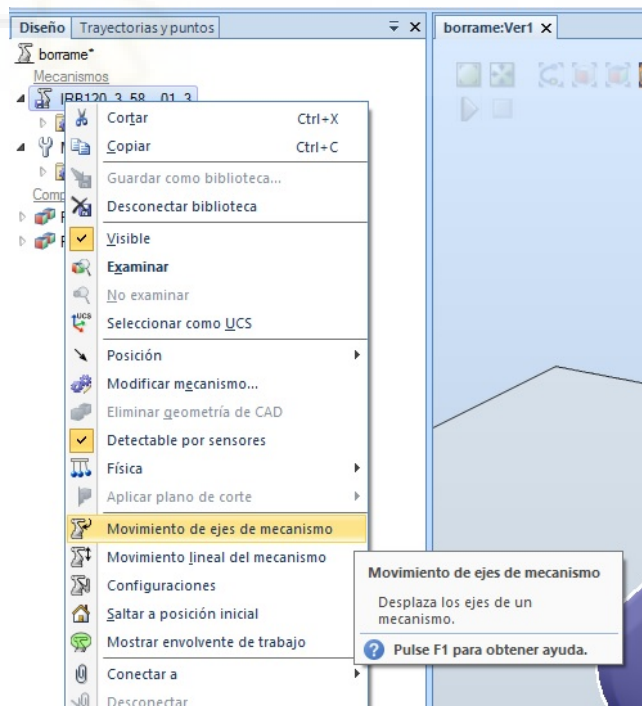 Diseño Trayectorias y puntos
borrame:Ver1
borrame*
Mecanismos
IRB120_3_58__01_3
Cortar Ctrl+X
Copiar Ctrl+C
Guardar como biblioteca...
Desconectar biblioteca
Visible
Examinar
No examinar
UCS Seleccionar como UCS
Posición
Modificar mecanismo...
Eliminar geometría de CAD
Detectable por sensores
Física
Aplicar plano de corte
Movimiento de ejes de mecanismo
Movimiento lineal del mecanismo
Configuraciones
Saltar a posición inicial
Mostrar envolvente de trabajo
Conectar a
Desconectar
Movimiento de ejes de mecanismo
Desplaza los ejes de un
mecanismo.
Pulse F1 para obtener ayuda.